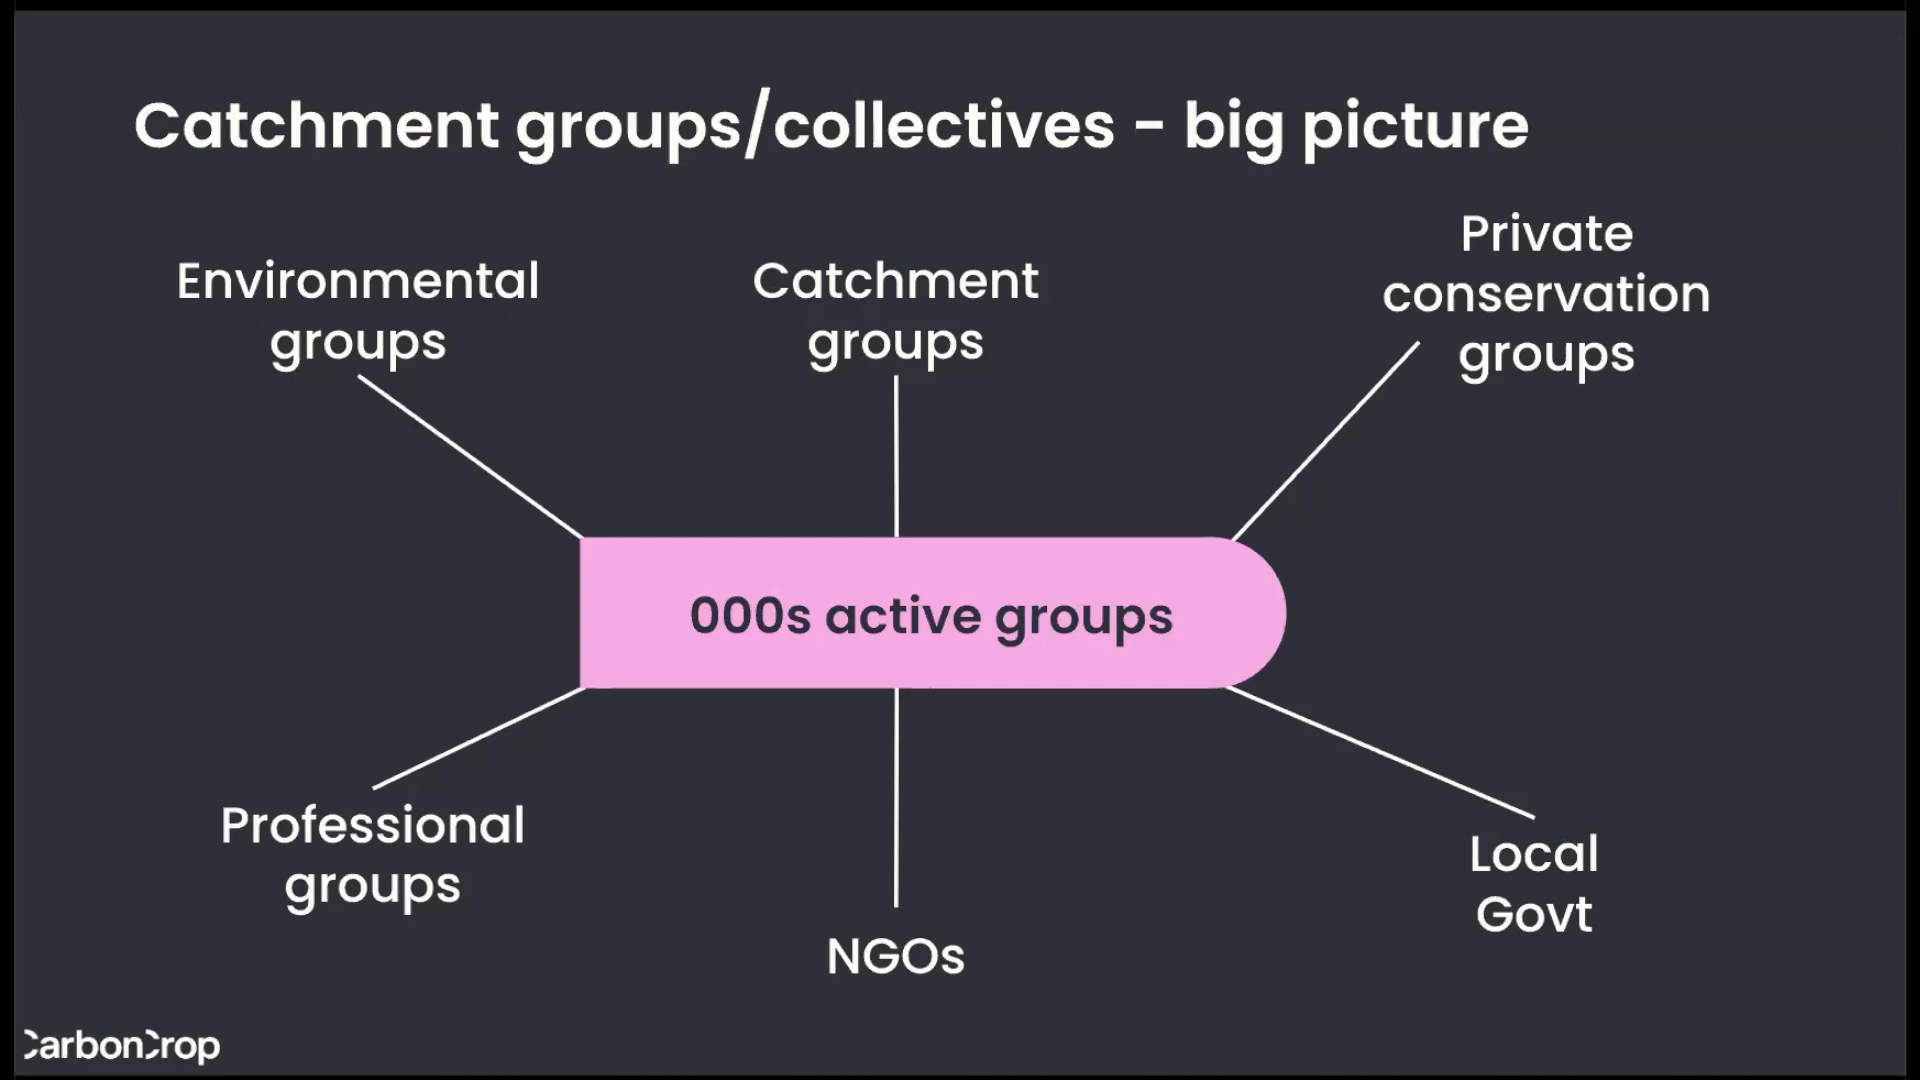 Catchment groups/collectives - big picture
Environmental
groups
Catchment
groups
Private
conservation
groups
000s active groups
Professional
groups
NGOs
Local
Govt
CarbonCrop